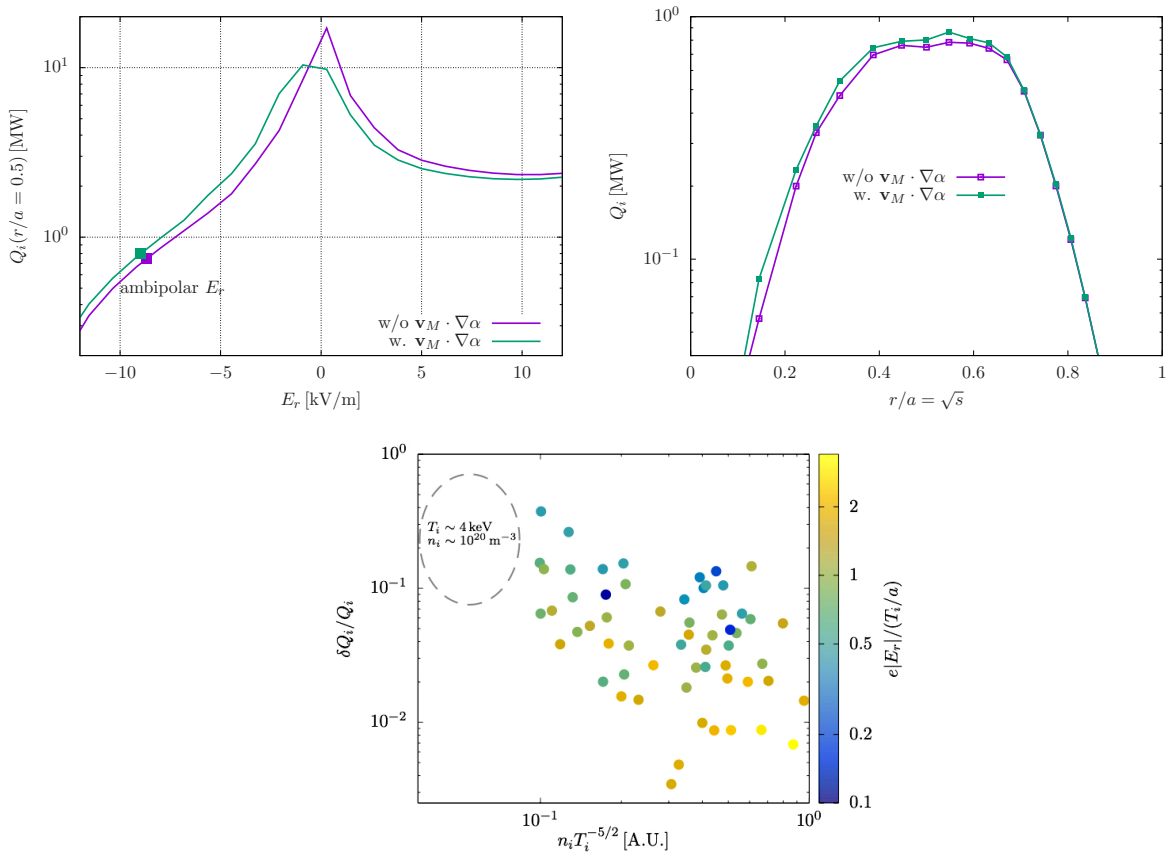 10^1
10^0
Q_i(r/a = 0.5) [MW]
ambipolar E_r
w/o v_M · ∇α
w. v_M · ∇α
−10
−5
0
5
10
E_r [kV/m]
10^0
10^−1
Q_i [MW]
w/o v_M · ∇α
w. v_M · ∇α
0
0.2
0.4
0.6
0.8
1
r/a = √s
10^0
10^−1
10^−2
δQ_i/Q_i
T_i ∼ 4 keV
n_i ∼ 10^20 m^−3
10^−1
10^0
n_iT_i^−5/2 [A.U.]
2
1
0.5
0.2
0.1
e|E_r|/(T_i/a)